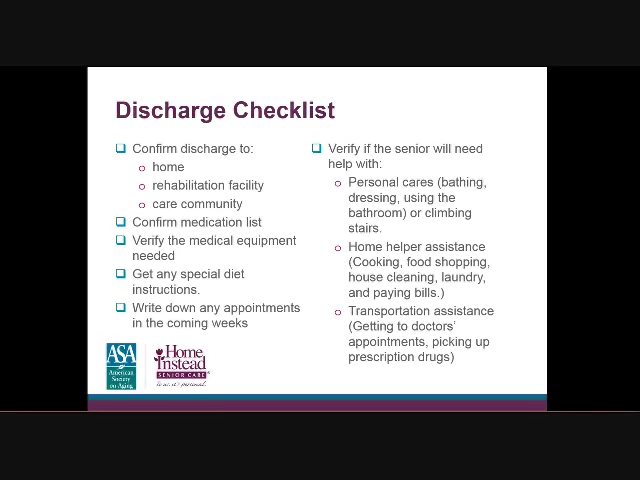 Discharge Checklist
Confirm discharge to:
home
rehabilitation facility
care community
Confirm medication list
Verify the medical equipment
needed
Get any special diet
instructions.
Write down any appointments
in the coming weeks
Verify if the senior will need
help with:
Personal cares (bathing,
dressing, using the
bathroom) or climbing
stairs.
Home helper assistance
(Cooking, food shopping,
house cleaning, laundry,
and paying bills.)
Transportation assistance
(Getting to doctors'
appointments, picking up
prescription drugs)
ASA
American
Society
on Aging
Home
Instead
SENIOR CARE
to us, it's personal.